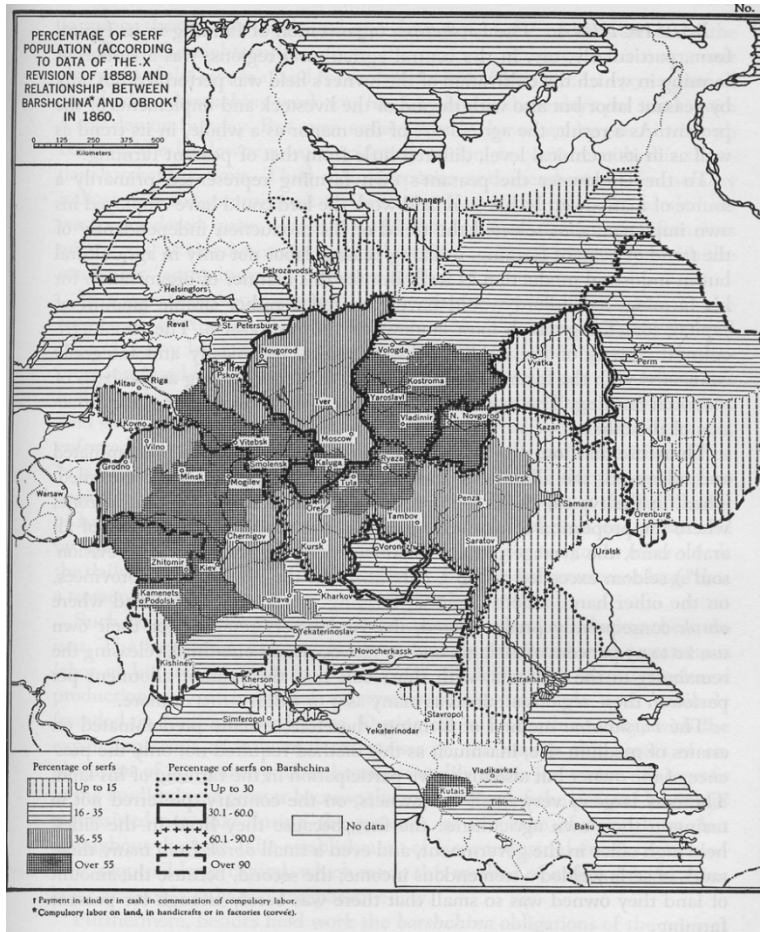 No.
PERCENTAGE OF SERF
POPULATION (ACCORDING
TO DATA OF THE X
REVISION OF 1858) AND
RELATIONSHIP BETWEEN
BARSHCHINA* AND OBROK†
IN 1860.
125 250 375 500
Kilometers
Archangel
Petrozavodsk
Helsingfors
Reval
St. Petersburg
Novgorod
Vologda
Vyatka
Perm
Pskov
Kostroma
Mitau
Riga
Yaroslavl
Tver
Vladimir
N. Novgorod
Kazan
Kovno
Vitebsk
Moscow
Ufa
Vilno
Smolensk
Kaluga
Ryazan
Grodno
Minsk
Mogilev
Tula
Simbirsk
Warsaw
Orel
Penza
Samara
Orenburg
Chernigov
Tambov
Kursk
Saratov
Voronezh
Uralsk
Zhitomir
Kiev
Kharkov
Kamenets
Podolsk
Poltava
Yekaterinoslav
Novocherkassk
Kishinev
Kherson
Astrakhan
Simferopol
Stavropol
Yekaterinodar
Vladikavkaz
Kutais
Tiflis
Baku
Percentage of serfs
Up to 15
16 - 35
36 - 55
Over 55
Percentage of serfs on Barshchina
Up to 30
30.1 - 60.0
60.1 - 90.0
Over 90
No data
† Payment in kind or in cash in commutation of compulsory labor.
* Compulsory labor on land, in handicrafts or in factories (corvée).